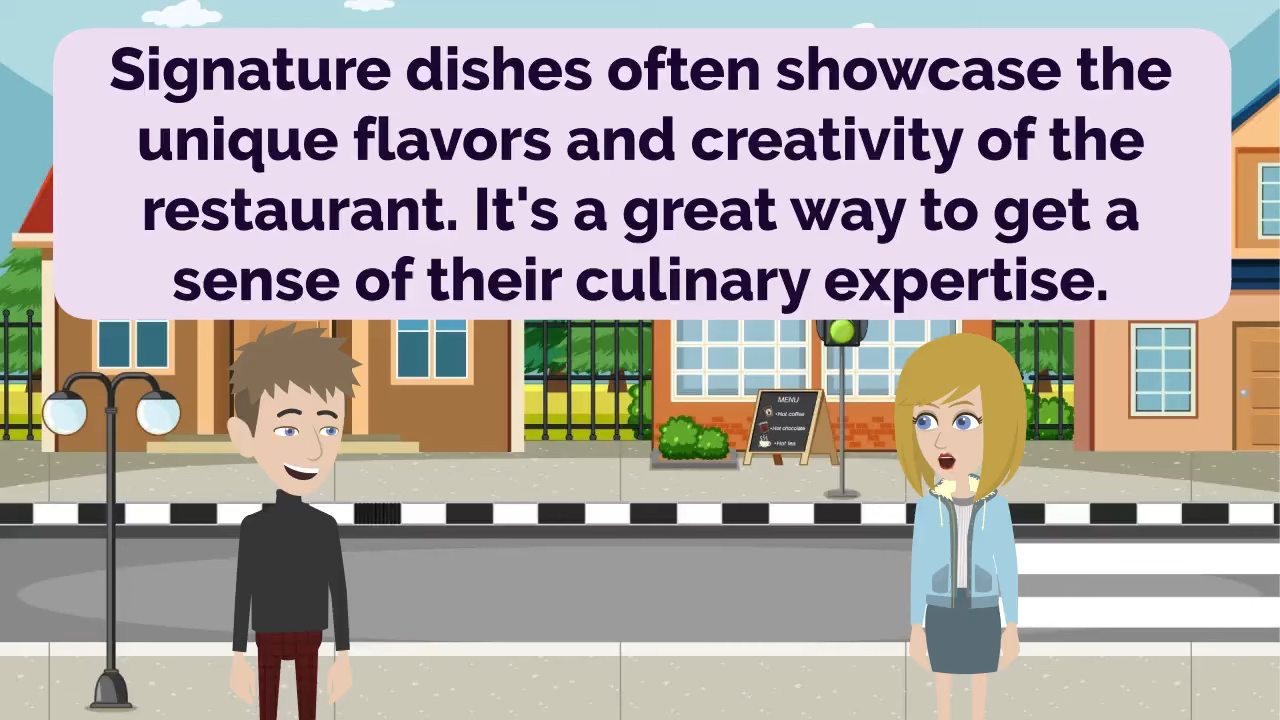 Signature dishes often showcase the
unique flavors and creativity of the
restaurant. It's a great way to get a
sense of their culinary expertise.
MENU
•Hot coffee
•Hot chocolate
•Hot tea